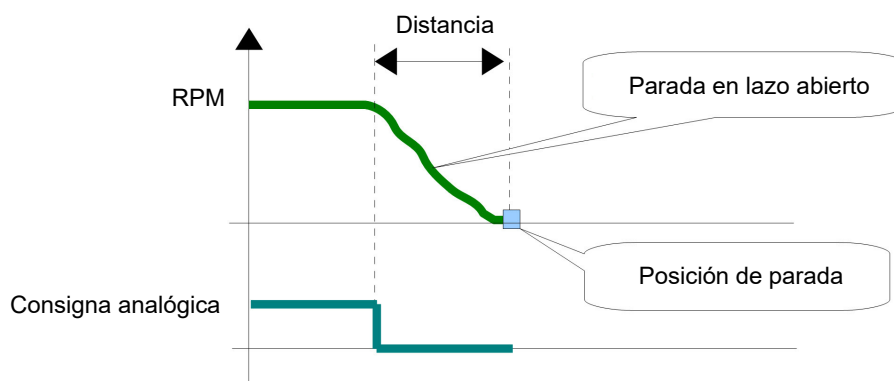 Distancia
RPM
Parada en lazo abierto
Posición de parada
Consigna analógica